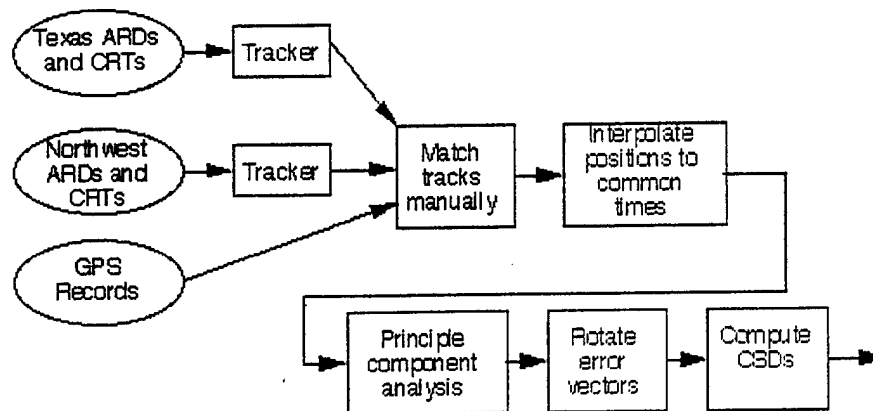 Texas ARDs
and CRTs
Tracker
Northwest
ARDs and
CRTs
Tracker
GPS
Records
Match
tracks
manually
Interpolate
positions to
common
times
Principle
component
analysis
Rotate
error
vectors
Compute
CSDs